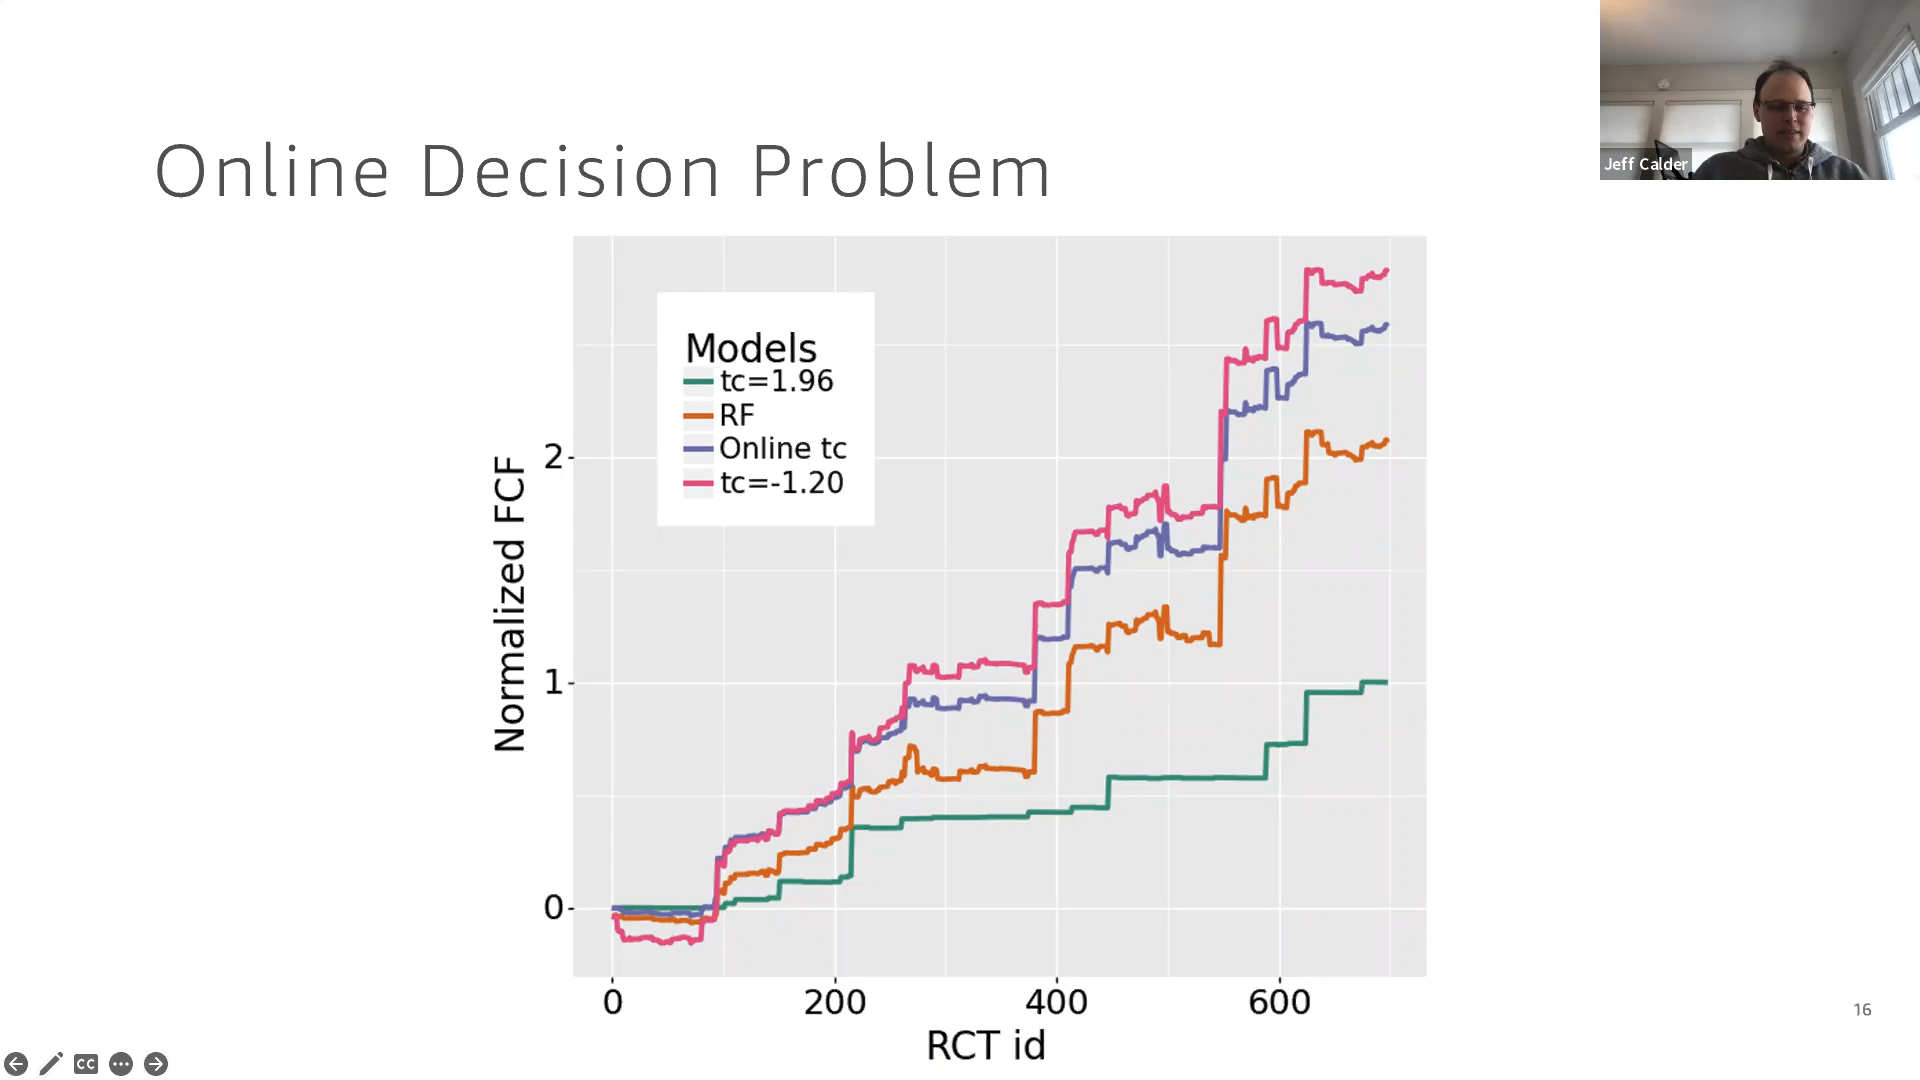 Jeff Calder
Online Decision Problem
Models
tc=1.96
RF
Online tc
tc=-1.20
Normalized FCF
2
1
0
0 200 400 600
RCT id
16
CC